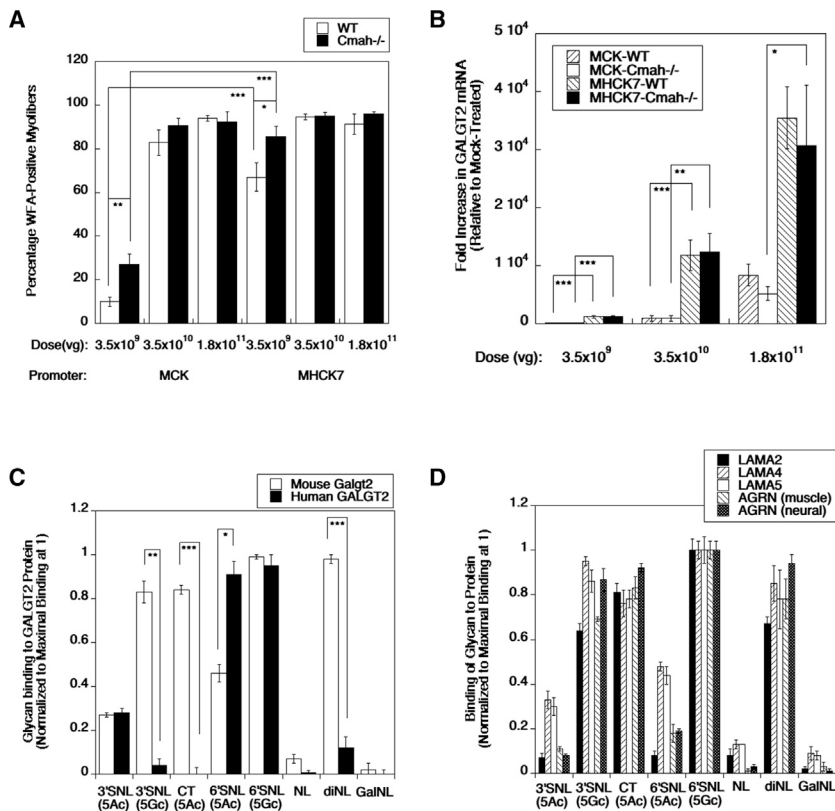 A
WT
Cmah-/-
Percentage WFA-Positive Myofibers
120
100
80
60
40
20
0
**
***
***
*
Dose(vg): 3.5x10⁹ 3.5x10¹⁰ 1.8x10¹¹ 3.5x10⁹ 3.5x10¹⁰ 1.8x10¹¹
Promoter: MCK MHCK7
B
MCK-WT
MCK-Cmah-/-
MHCK7-WT
MHCK7-Cmah-/-
Fold Increase in GALGT2 mRNA
(Relative to Mock-Treated)
5 10⁴
4 10⁴
3 10⁴
2 10⁴
1 10⁴
0
***
***
***
**
*
Dose (vg): 3.5x10⁹ 3.5x10¹⁰ 1.8x10¹¹
C
Mouse Galgt2
Human GALGT2
Glycan binding to GALGT2 Protein
(Normalized to Maximal Binding at 1)
1.2
1
0.8
0.6
0.4
0.2
0
**
***
*
***
3'SNL 3'SNL CT 6'SNL 6'SNL NL diNL GalNL
(5Ac) (5Gc) (5Ac) (5Ac) (5Gc)
D
LAMA2
LAMA4
LAMA5
AGRN (muscle)
AGRN (neural)
Binding of Glycan to Protein
(Normalized to Maximal Binding at 1)
1.2
1
0.8
0.6
0.4
0.2
0
3'SNL 3'SNL CT 6'SNL 6'SNL NL diNL GalNL
(5Ac) (5Gc) (5Ac) (5Ac) (5Gc)